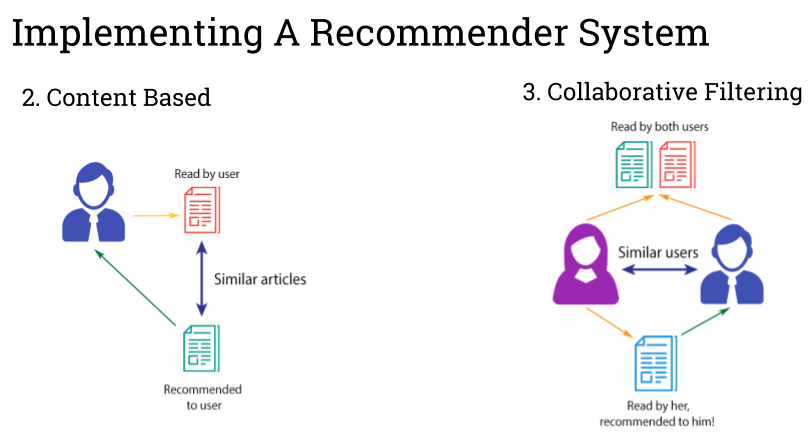 Implementing A Recommender System
2. Content Based
Read by user
Similar articles
Recommended
to user
3. Collaborative Filtering
Read by both users
Similar users
Read by her,
recommended to him!